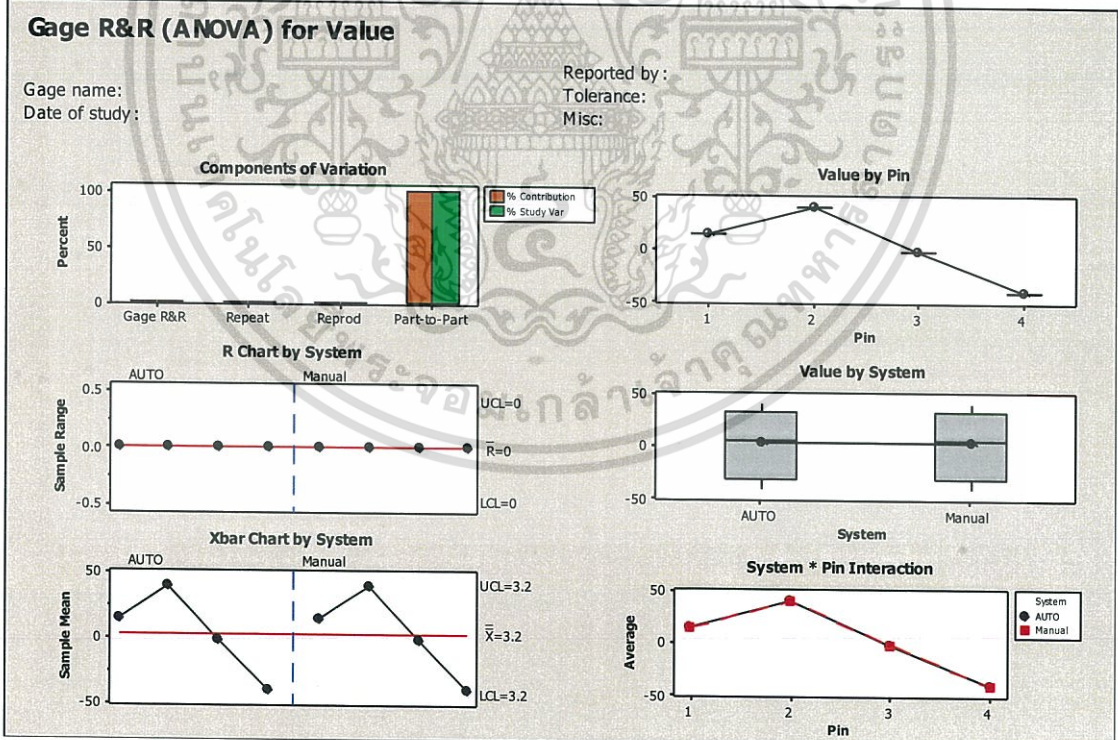 Gage R&R (ANOVA) for Value
Gage name:
Date of study:
Reported by:
Tolerance:
Misc:
Components of Variation
Percent
100
50
0
Gage R&R
Repeat
Reprod
Part-to-Part
% Contribution
% Study Var
Value by Pin
50
0
-50
1
2
3
4
Pin
R Chart by System
AUTO
Manual
Sample Range
0.5
0.0
-0.5
UCL=0
R̅=0
LCL=0
Value by System
50
0
-50
AUTO
Manual
System
Xbar Chart by System
AUTO
Manual
Sample Mean
50
0
-50
UCL=3.2
X̿=3.2
LCL=3.2
System * Pin Interaction
Average
50
0
-50
1
2
3
4
Pin
System
AUTO
Manual